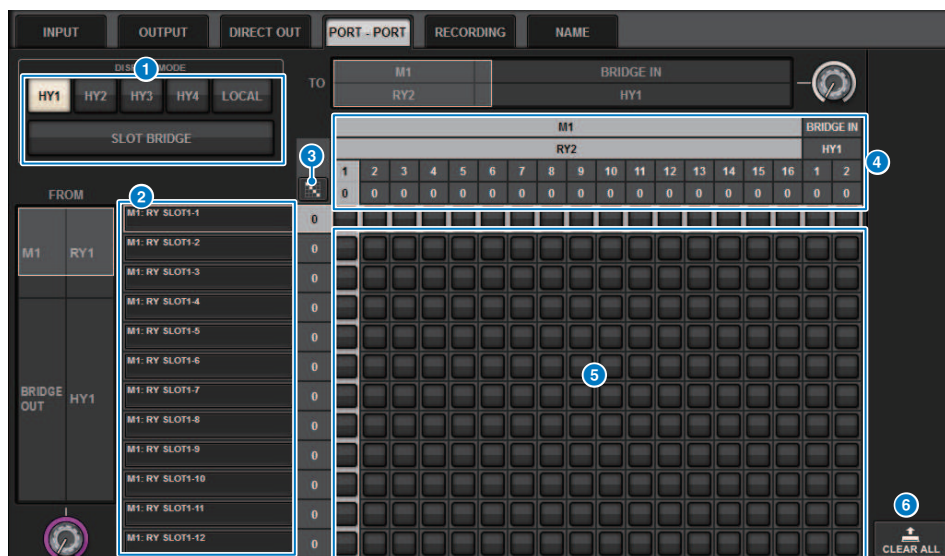 INPUT OUTPUT DIRECT OUT PORT - PORT RECORDING NAME
1
HY1 HY2 HY3 HY4 LOCAL
SLOT BRIDGE
TO
M1 BRIDGE IN
RY2 HY1
M1 BRIDGE IN
RY2 HY1
4
3
1 2 3 4 5 6 7 8 9 10 11 12 13 14 15 16 1 2
0 0 0 0 0 0 0 0 0 0 0 0 0 0 0 0 0 0
FROM
2
M1 RY1
BRIDGE OUT HY1
M1: RY SLOT1-1 0
M1: RY SLOT1-2 0
M1: RY SLOT1-3 0
M1: RY SLOT1-4 0
M1: RY SLOT1-5 0
M1: RY SLOT1-6 0
5
M1: RY SLOT1-7 0
M1: RY SLOT1-8 0
M1: RY SLOT1-9 0
M1: RY SLOT1-10 0
M1: RY SLOT1-11 0
M1: RY SLOT1-12 0
6
CLEAR ALL